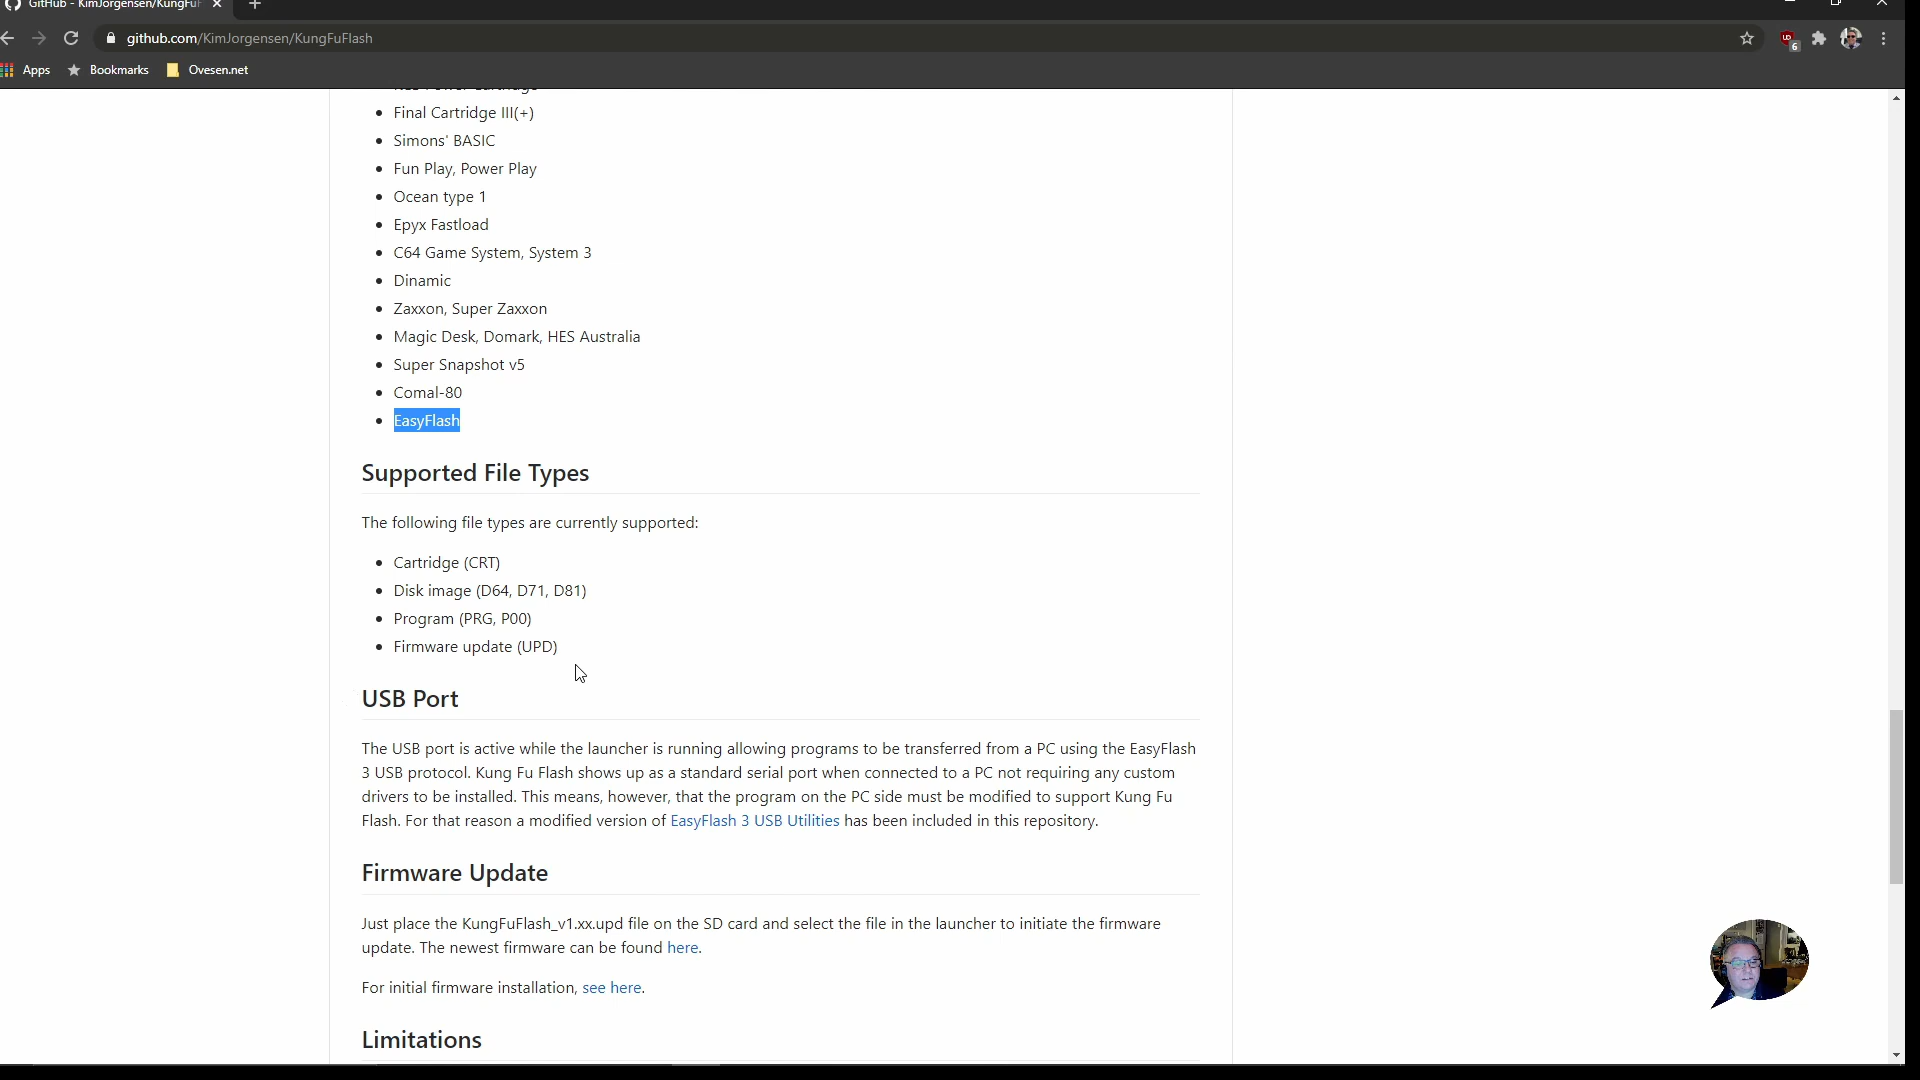 GitHub - KimJorgensen/KungFuF
github.com/KimJorgensen/KungFuFlash
6
Apps
Bookmarks
Ovesen.net
Final Cartridge III(+)
Simons' BASIC
Fun Play, Power Play
Ocean type 1
Epyx Fastload
C64 Game System, System 3
Dinamic
Zaxxon, Super Zaxxon
Magic Desk, Domark, HES Australia
Super Snapshot v5
Comal-80
EasyFlash
Supported File Types
The following file types are currently supported:
Cartridge (CRT)
Disk image (D64, D71, D81)
Program (PRG, P00)
Firmware update (UPD)
USB Port
The USB port is active while the launcher is running allowing programs to be transferred from a PC using the EasyFlash
3 USB protocol. Kung Fu Flash shows up as a standard serial port when connected to a PC not requiring any custom
drivers to be installed. This means, however, that the program on the PC side must be modified to support Kung Fu
Flash. For that reason a modified version of EasyFlash 3 USB Utilities has been included in this repository.
Firmware Update
Just place the KungFuFlash_v1.xx.upd file on the SD card and select the file in the launcher to initiate the firmware
update. The newest firmware can be found here.
For initial firmware installation, see here.
Limitations